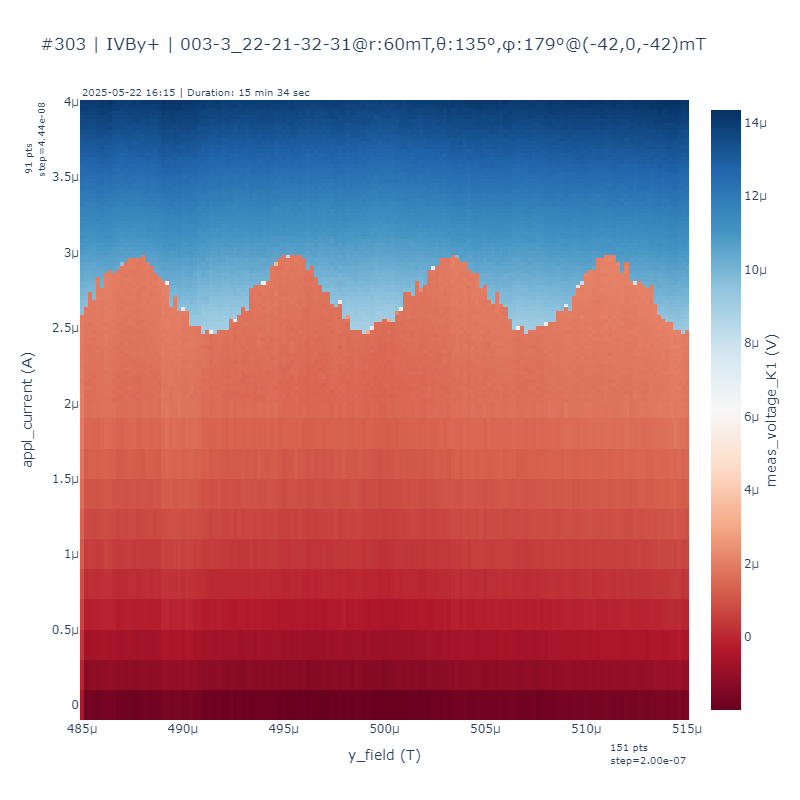 #303 | IVBy+ | 003-3_22-21-32-31@r:60mT,θ:135°,φ:179°@(-42,0,-42)mT
2025-05-22 16:15 | Duration: 15 min 34 sec
91 pts
step=4.44e-08
4μ
3.5μ
3μ
2.5μ
2μ
1.5μ
1μ
0.5μ
0
appl_current (A)
485μ
490μ
495μ
500μ
505μ
510μ
515μ
y_field (T)
151 pts
step=2.00e-07
14μ
12μ
10μ
8μ
6μ
4μ
2μ
0
meas_voltage_K1 (V)